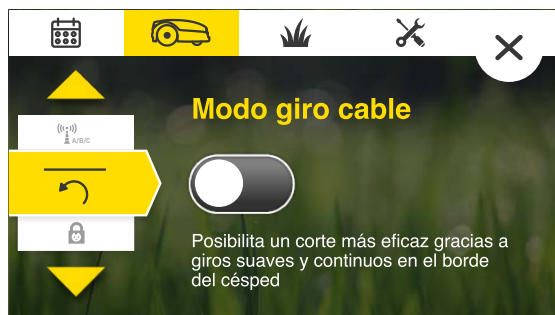 Modo giro cable
A/B/C
Posibilita un corte más eficaz gracias a
giros suaves y continuos en el borde
del césped